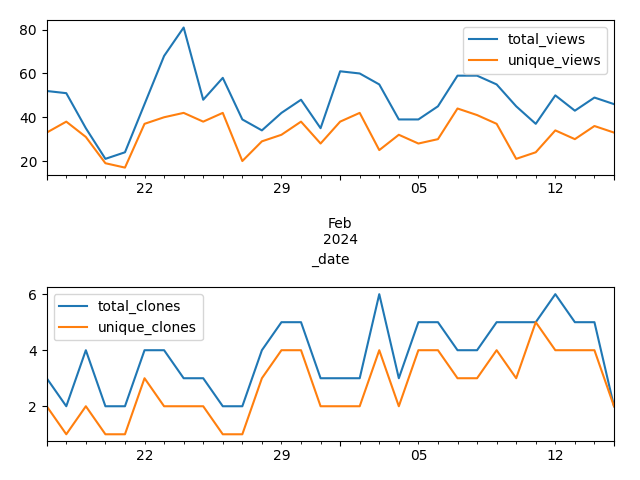 80
60
40
20
total_views
unique_views
22
29
05
12
Feb
2024
_date
6
4
2
total_clones
unique_clones
22
29
05
12